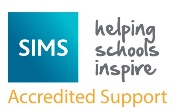 SIMS
helping
schools
inspire
Accredited Support